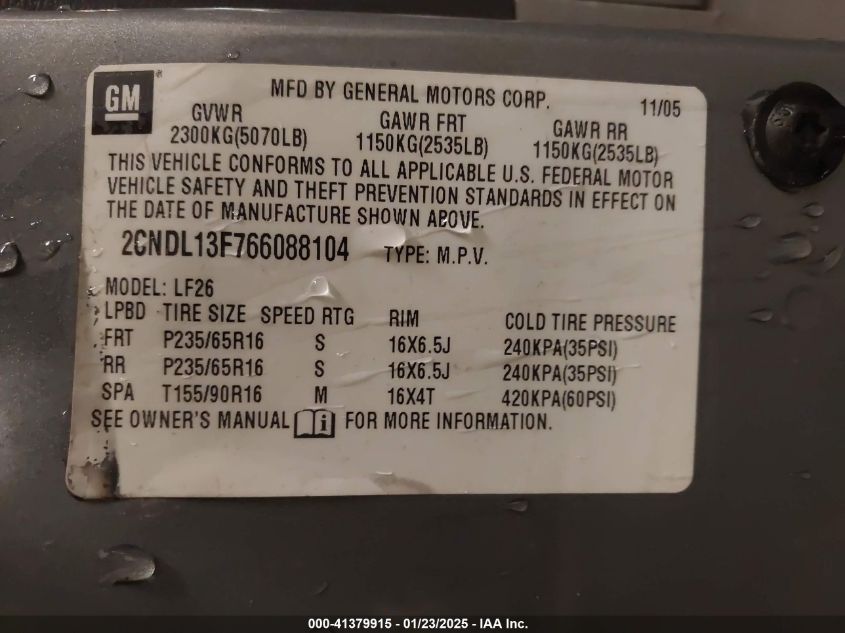 GM
MFD BY GENERAL MOTORS CORP. 11/05
GVWR GAWR FRT GAWR RR
2300KG(5070LB) 1150KG(2535LB) 1150KG(2535LB)
THIS VEHICLE CONFORMS TO ALL APPLICABLE U.S. FEDERAL MOTOR
VEHICLE SAFETY AND THEFT PREVENTION STANDARDS IN EFFECT ON
THE DATE OF MANUFACTURE SHOWN ABOVE.
2CNDL13F766088104 TYPE: M.P.V.
MODEL: LF26
LPBD TIRE SIZE SPEED RTG RIM COLD TIRE PRESSURE
FRT P235/65R16 S 16X6.5J 240KPA(35PSI)
RR P235/65R16 S 16X6.5J 240KPA(35PSI)
SPA T155/90R16 M 16X4T 420KPA(60PSI)
SEE OWNER'S MANUAL FOR MORE INFORMATION.
000-41379915 - 01/23/2025 - IAA Inc.